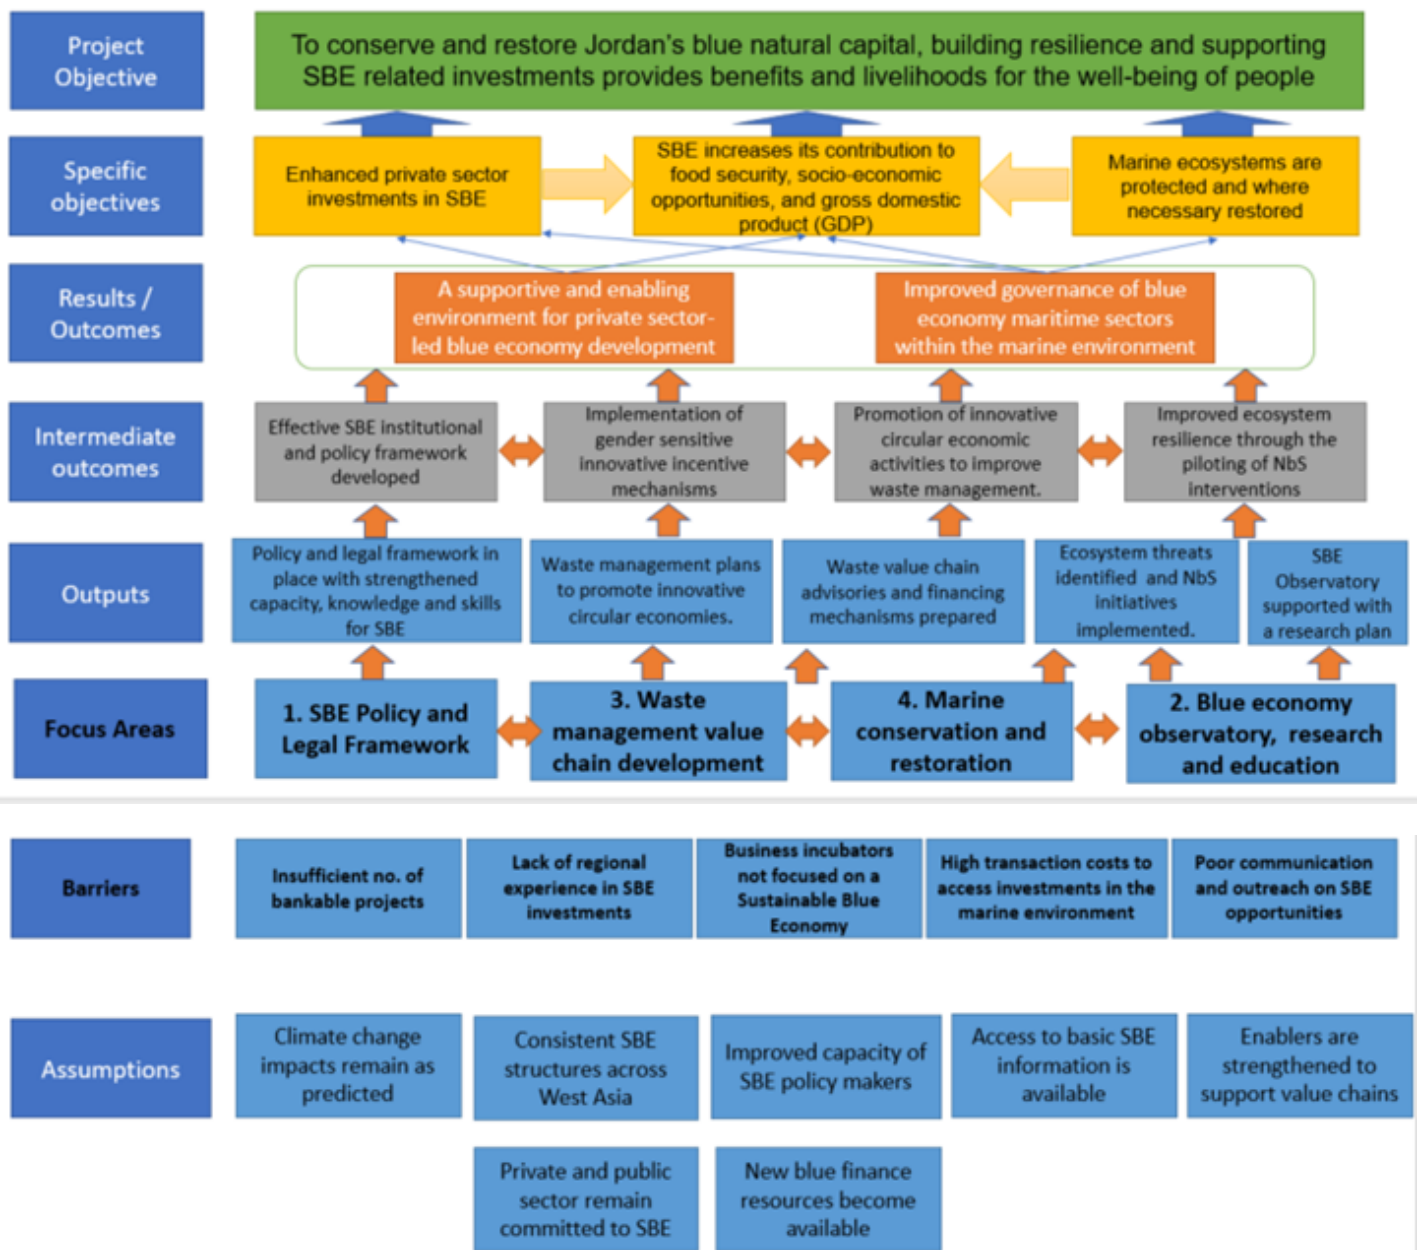 Project
Objective
To conserve and restore Jordan's blue natural capital, building resilience and supporting
SBE related investments provides benefits and livelihoods for the well-being of people
Specific
objectives
Enhanced private sector
investments in SBE
SBE increases its contribution to
food security, socio-economic
opportunities, and gross domestic
product (GDP)
Marine ecosystems are
protected and where
necessary restored
Results /
Outcomes
A supportive and enabling
environment for private sector-
led blue economy development
Improved governance of blue
economy maritime sectors
within the marine environment
Intermediate
outcomes
Effective SBE institutional
and policy framework
developed
Implementation of
gender sensitive
innovative incentive
mechanisms
Promotion of innovative
circular economic
activities to improve
waste management.
Improved ecosystem
resilience through the
piloting of NbS
interventions
Outputs
Policy and legal framework in
place with strengthened
capacity, knowledge and skills
for SBE
Waste management plans
to promote innovative
circular economies.
Waste value chain
advisories and financing
mechanisms prepared
Ecosystem threats
identified and NbS
initiatives
implemented.
SBE
Observatory
supported with
a research plan
Focus Areas
1. SBE Policy and
Legal Framework
3. Waste
management value
chain development
4. Marine
conservation and
restoration
2. Blue economy
observatory, research
and education
Barriers
Insufficient no. of
bankable projects
Lack of regional
experience in SBE
investments
Business incubators
not focused on a
Sustainable Blue
Economy
High transaction costs to
access investments in the
marine environment
Poor communication
and outreach on SBE
opportunities
Assumptions
Climate change
impacts remain as
predicted
Consistent SBE
structures across
West Asia
Improved capacity of
SBE policy makers
Access to basic SBE
information is
available
Enablers are
strengthened to
support value chains
Private and public
sector remain
committed to SBE
New blue finance
resources become
available